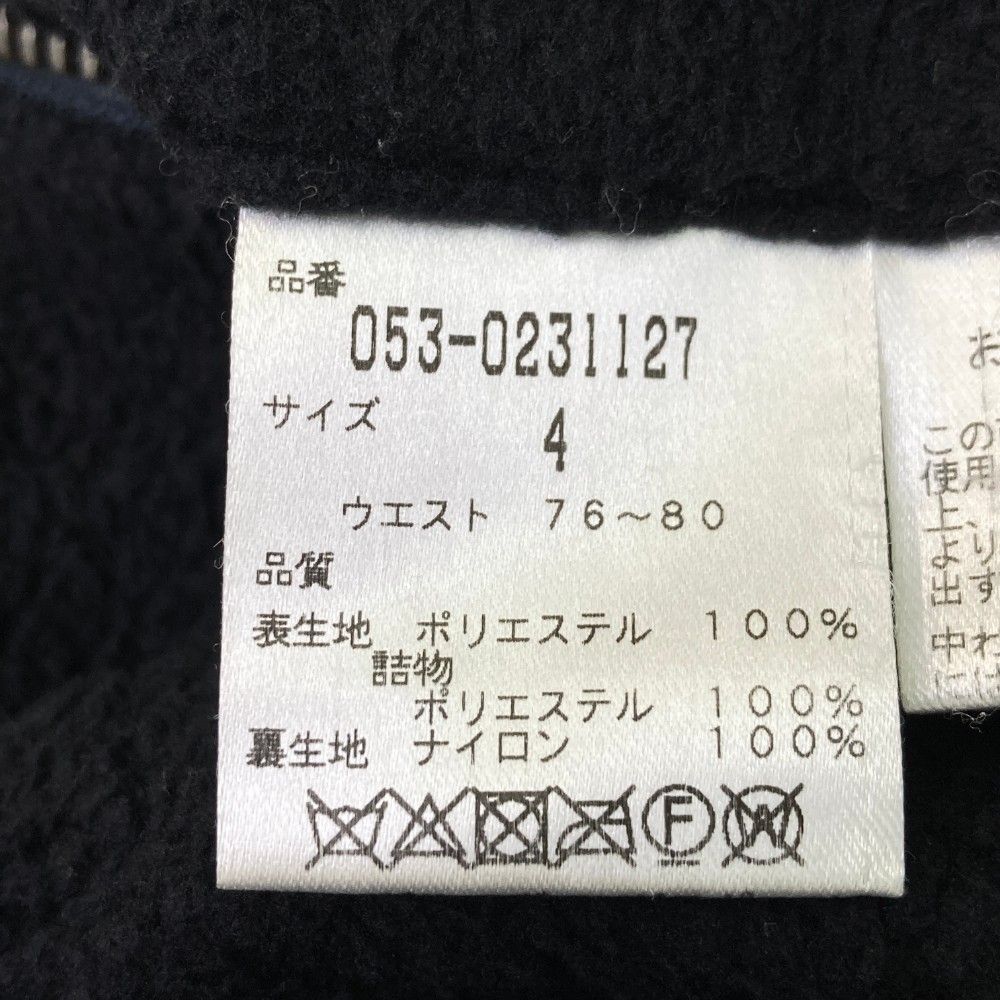 品番
053-0231127
サイズ 4
ウエスト 76～80
品質
表生地 ポリエステル 100%
詰物
ポリエステル 100%
裏生地 ナイロン 100%
F
W
お
の
こ用
使
上り
よす
出
中わ